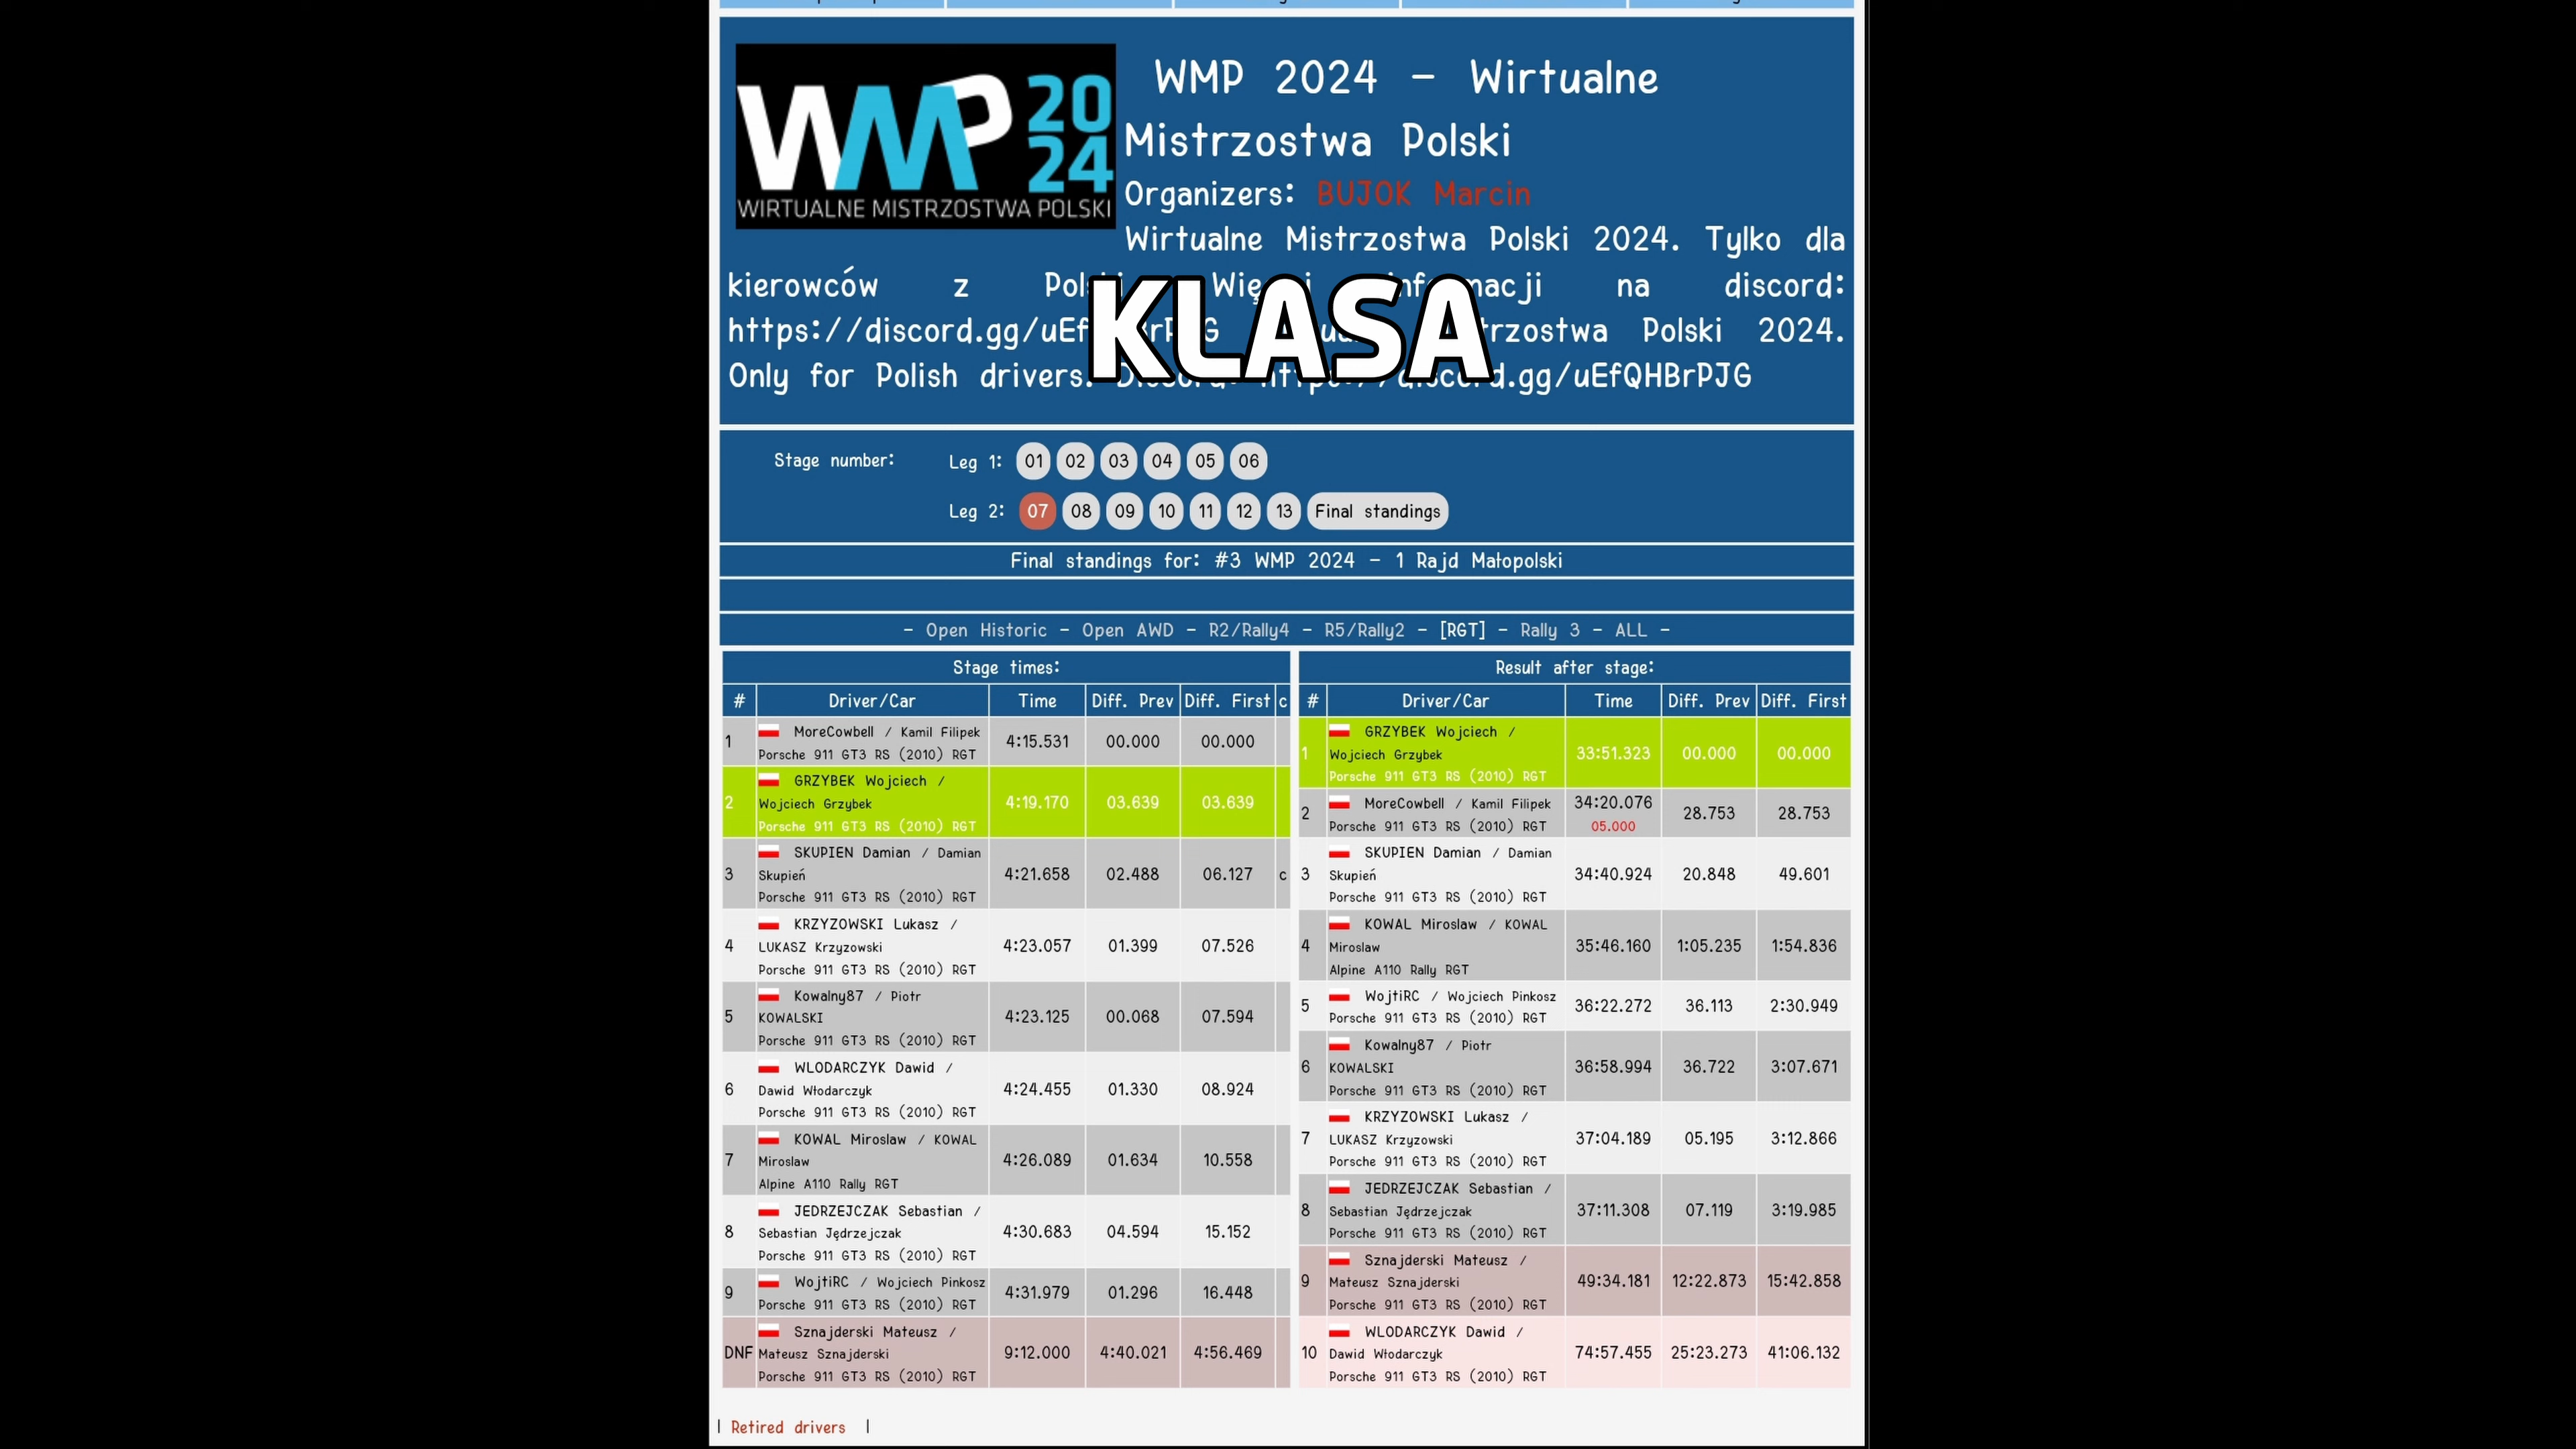 WMP 20
24
WIRTUALNE MISTRZOSTWA POLSKI
WMP 2024 - Wirtualne
Mistrzostwa Polski
Organizers: BUJOK Marcin
Wirtualne Mistrzostwa Polski 2024. Tylko dla
kierowców z na discord:
Polski 2024.
Only for Polish drivers.
KLASA
Stage number: Leg 1: 01 02 03 04 05 06
Leg 2: 07 08 09 10 11 12 13 Final standings
Final standings for: #3 WMP 2024 - 1 Rajd Małopolski
- Open Historic - Open AWD - R2/Rally4 - R5/Rally2 - [RGT] - Rally 3 - ALL -
Stage times:
# Driver/Car Time Diff. Prev Diff. First c
1 MoreCowbell / Kamil Filipek 4:15.531 00.000 00.000
Porsche 911 GT3 RS (2010) RGT
GRZYBEK Wojciech /
2 Wojciech Grzybek 4:19.170 03.639 03.639
Porsche 911 GT3 RS (2010) RGT
SKUPIEN Damian / Damian
3 Skupień 4:21.658 02.488 06.127 c
Porsche 911 GT3 RS (2010) RGT
KRZYZOWSKI Lukasz /
4 LUKASZ Krzyzowski 4:23.057 01.399 07.526
Porsche 911 GT3 RS (2010) RGT
Kowalny87 / Piotr
5 KOWALSKI 4:23.125 00.068 07.594
Porsche 911 GT3 RS (2010) RGT
WLODARCZYK Dawid /
6 Dawid Włodarczyk 4:24.455 01.330 08.924
Porsche 911 GT3 RS (2010) RGT
KOWAL Miroslaw / KOWAL
7 Miroslaw 4:26.089 01.634 10.558
Alpine A110 Rally RGT
JEDRZEJCZAK Sebastian /
8 Sebastian Jędrzejczak 4:30.683 04.594 15.152
Porsche 911 GT3 RS (2010) RGT
9 WojtiRC / Wojciech Pinkosz 4:31.979 01.296 16.448
Porsche 911 GT3 RS (2010) RGT
Sznajderski Mateusz /
DNF Mateusz Sznajderski 9:12.000 4:40.021 4:56.469
Porsche 911 GT3 RS (2010) RGT
Result after stage:
# Driver/Car Time Diff. Prev Diff. First
GRZYBEK Wojciech /
1 Wojciech Grzybek 33:51.323 00.000 00.000
Porsche 911 GT3 RS (2010) RGT
2 MoreCowbell / Kamil Filipek 34:20.076 28.753 28.753
Porsche 911 GT3 RS (2010) RGT 05.000
SKUPIEN Damian / Damian
3 Skupień 34:40.924 20.848 49.601
Porsche 911 GT3 RS (2010) RGT
KOWAL Miroslaw / KOWAL
4 Miroslaw 35:46.160 1:05.235 1:54.836
Alpine A110 Rally RGT
5 WojtiRC / Wojciech Pinkosz 36:22.272 36.113 2:30.949
Porsche 911 GT3 RS (2010) RGT
Kowalny87 / Piotr
6 KOWALSKI 36:58.994 36.722 3:07.671
Porsche 911 GT3 RS (2010) RGT
KRZYZOWSKI Lukasz /
7 LUKASZ Krzyzowski 37:04.189 05.195 3:12.866
Porsche 911 GT3 RS (2010) RGT
JEDRZEJCZAK Sebastian /
8 Sebastian Jędrzejczak 37:11.308 07.119 3:19.985
Porsche 911 GT3 RS (2010) RGT
Sznajderski Mateusz /
9 Mateusz Sznajderski 49:34.181 12:22.873 15:42.858
Porsche 911 GT3 RS (2010) RGT
WLODARCZYK Dawid /
10 Dawid Włodarczyk 74:57.455 25:23.273 41:06.132
Porsche 911 GT3 RS (2010) RGT
| Retired drivers |